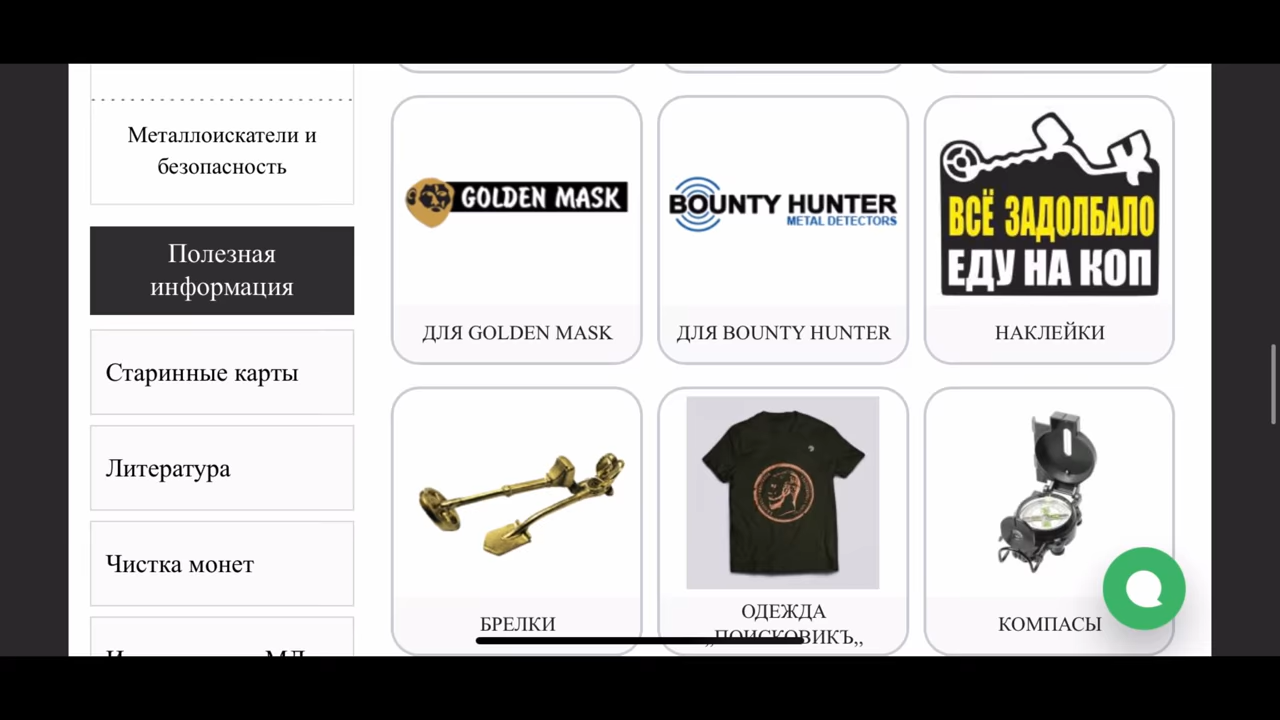 Металлоискатели и
безопасность
Полезная
информация
Старинные карты
Литература
Чистка монет
GOLDEN MASK
ДЛЯ GOLDEN MASK
BOUNTY HUNTER
METAL DETECTORS
ДЛЯ BOUNTY HUNTER
ВСЁ ЗАДОЛБАЛО
ЕДУ НА КОП
НАКЛЕЙКИ
БРЕЛКИ
ОДЕЖДА
,,ПОИСКОВИКЪ,,
КОМПАСЫ